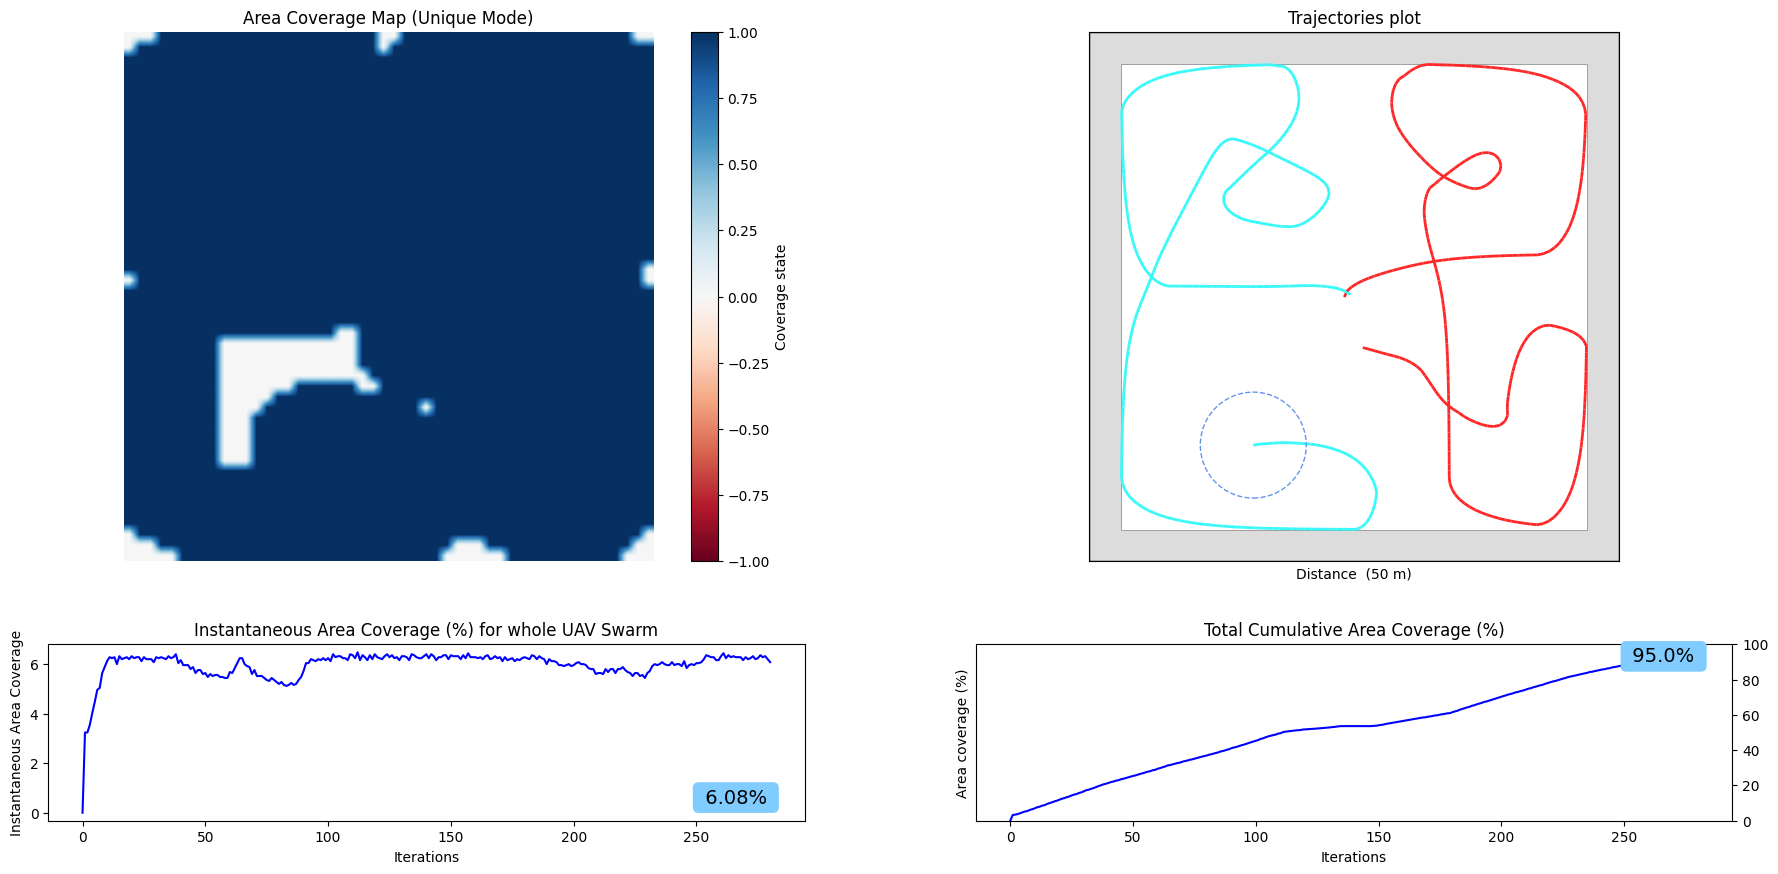 Area Coverage Map (Unique Mode)
1.00
0.75
0.50
0.25
0.00
−0.25
−0.50
−0.75
−1.00
Coverage state
Trajectories plot
Distance  (50 m)
Instantaneous Area Coverage (%) for whole UAV Swarm
Instantaneous Area Coverage
6
4
2
0
6.08%
0 50 100 150 200 250
Iterations
Total Cumulative Area Coverage (%)
Area coverage (%)
95.0%
100
80
60
40
20
0
0 50 100 150 200 250
Iterations